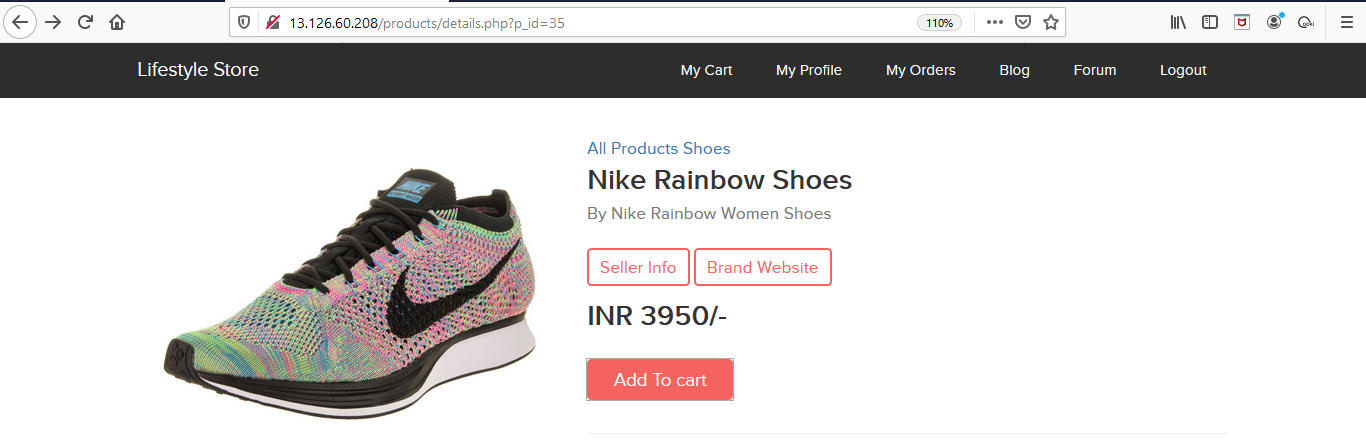 13.126.60.208/products/details.php?p_id=35 110%
Lifestyle Store My Cart My Profile My Orders Blog Forum Logout
All Products Shoes
Nike Rainbow Shoes
By Nike Rainbow Women Shoes
Seller Info Brand Website
INR 3950/-
Add To cart
NIKE